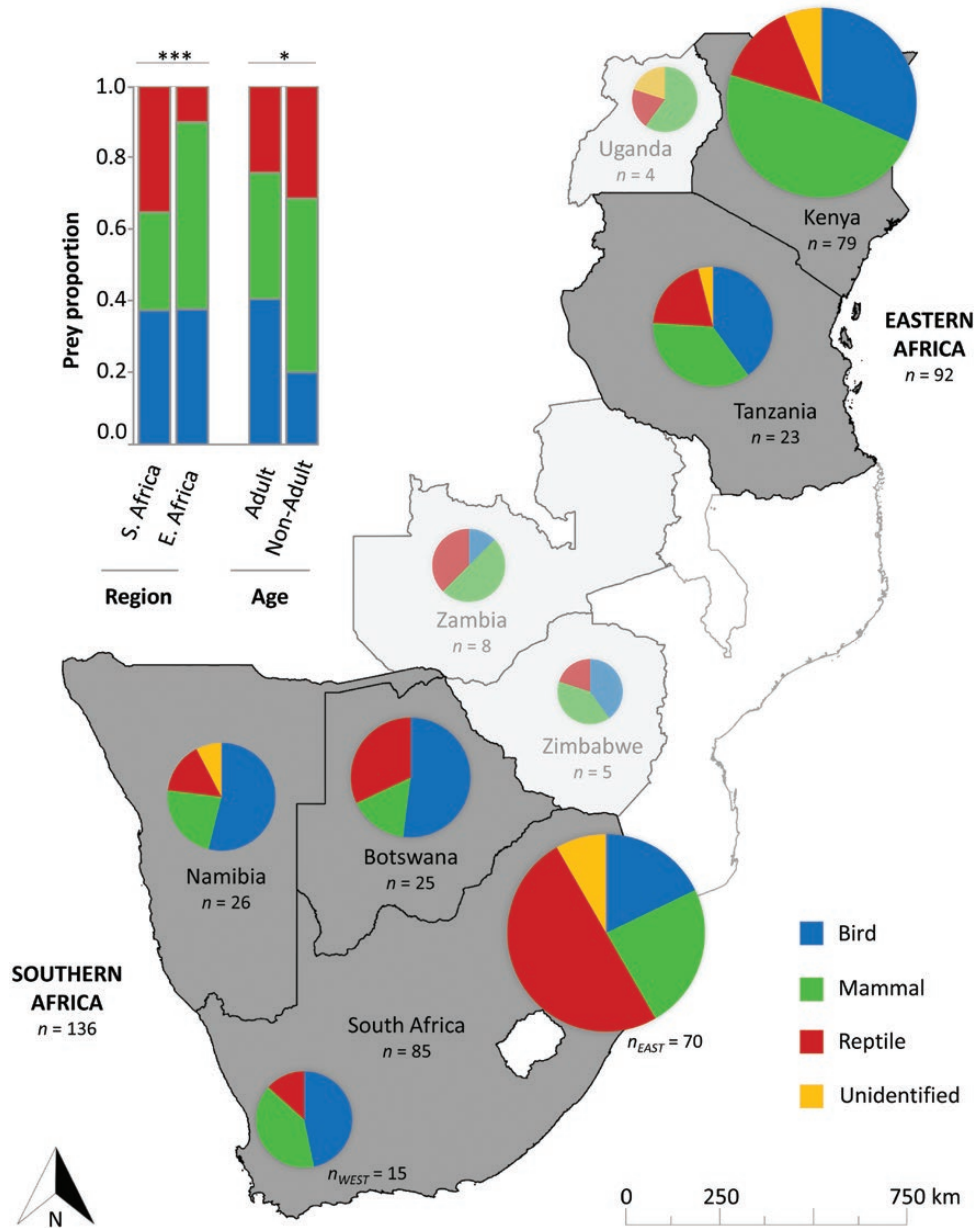 ***
*
1.0
0.8
0.6
0.4
0.2
0.0
Prey proportion
S. Africa
E. Africa
Adult
Non-Adult
Region
Age
Uganda
n = 4
Kenya
n = 79
EASTERN
AFRICA
n = 92
Tanzania
n = 23
Zambia
n = 8
Zimbabwe
n = 5
Namibia
n = 26
Botswana
n = 25
SOUTHERN
AFRICA
n = 136
South Africa
n = 85
nEAST = 70
nWEST = 15
Bird
Mammal
Reptile
Unidentified
N
0 250 750 km